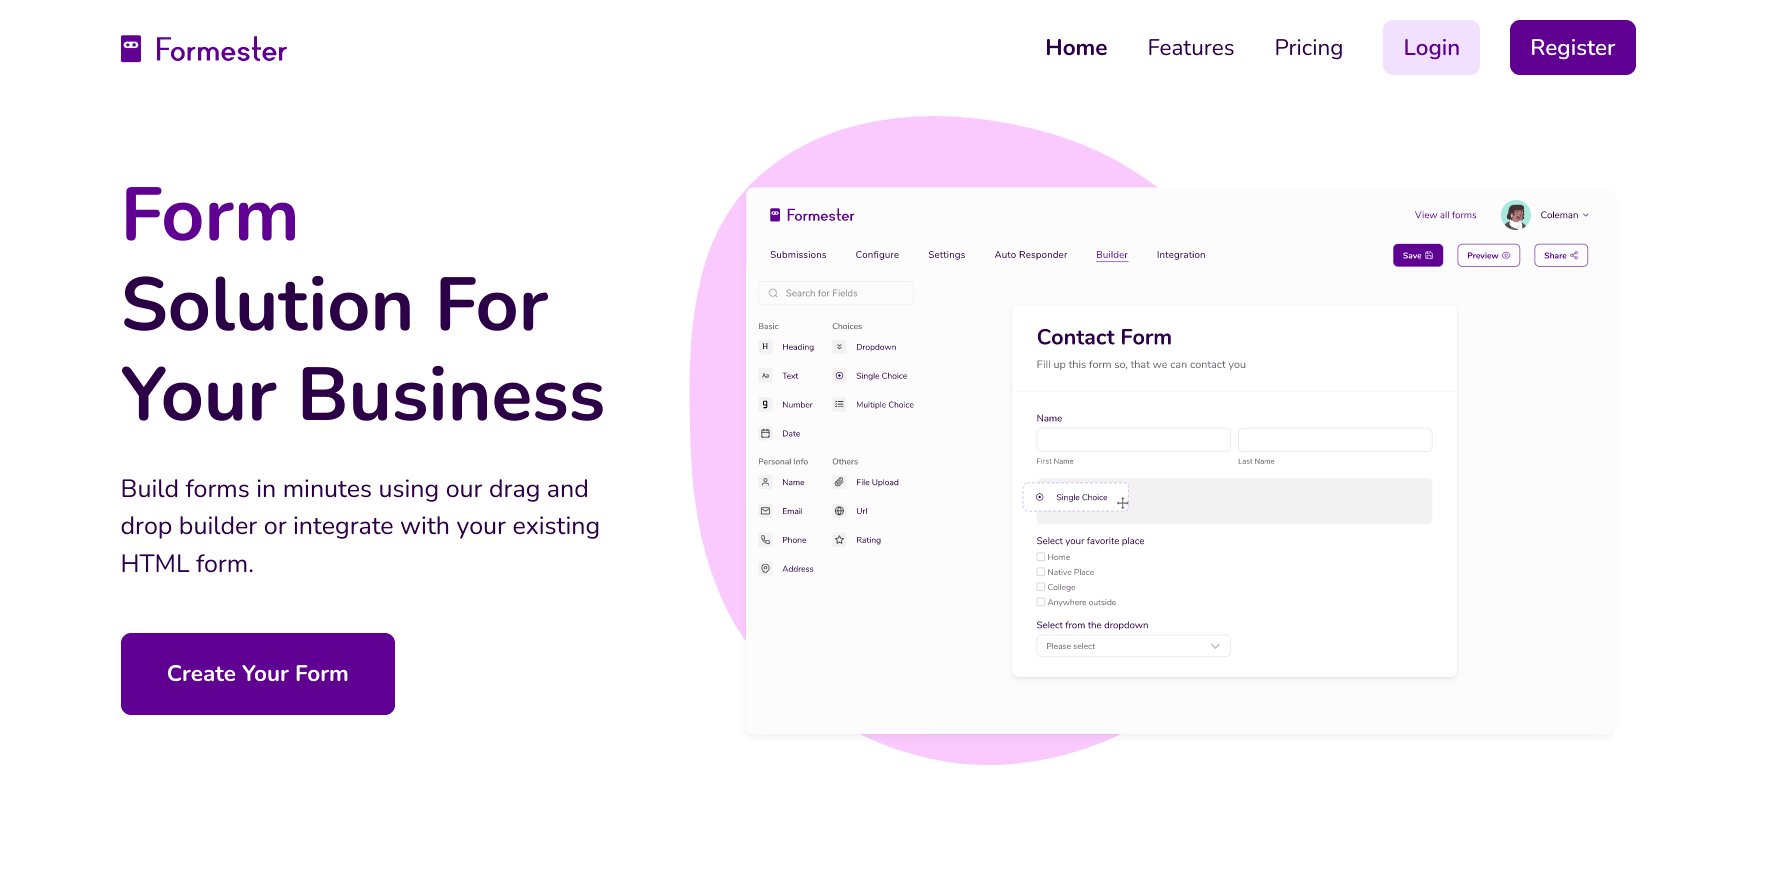 Formester
Home Features Pricing Login Register
Form
Solution For
Your Business
Build forms in minutes using our drag and
drop builder or integrate with your existing
HTML form.
Create Your Form
Formester
View all forms Coleman
Submissions Configure Settings Auto Responder Builder Integration Save Preview Share
Search for Fields
Basic Choices
H Heading Dropdown
Aa Text Single Choice
9 Number Multiple Choice
Date
Personal Info Others
Name File Upload
Email Url
Phone Rating
Address
Contact Form
Fill up this form so, that we can contact you
Name
First Name Last Name
Single Choice
Select your favorite place
Home
Native Place
College
Anywhere outside
Select from the dropdown
Please select